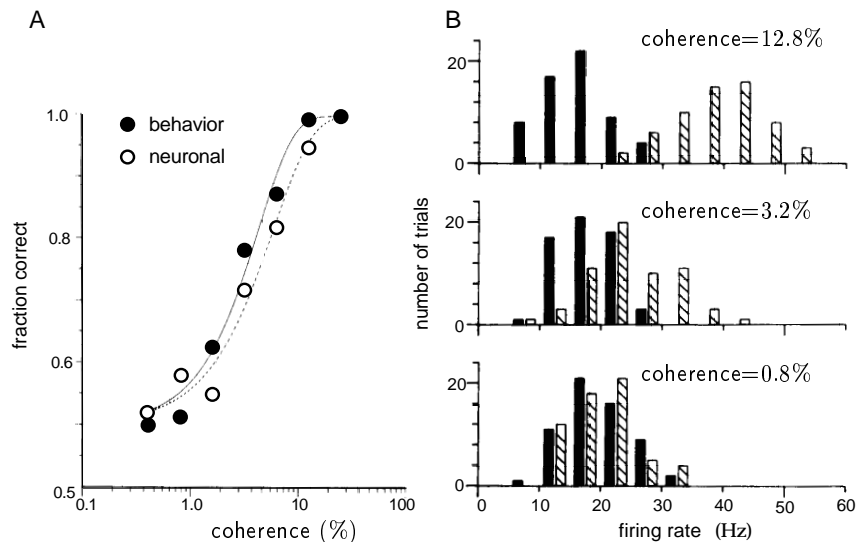 A
fraction correct
1.0
0.8
0.6
0.5
behavior
neuronal
0.1 1.0 10 100
coherence (%)
B
coherence=12.8%
20
0
coherence=3.2%
20
0
number of trials
coherence=0.8%
20
0
0 10 20 30 40 50 60
firing rate (Hz)